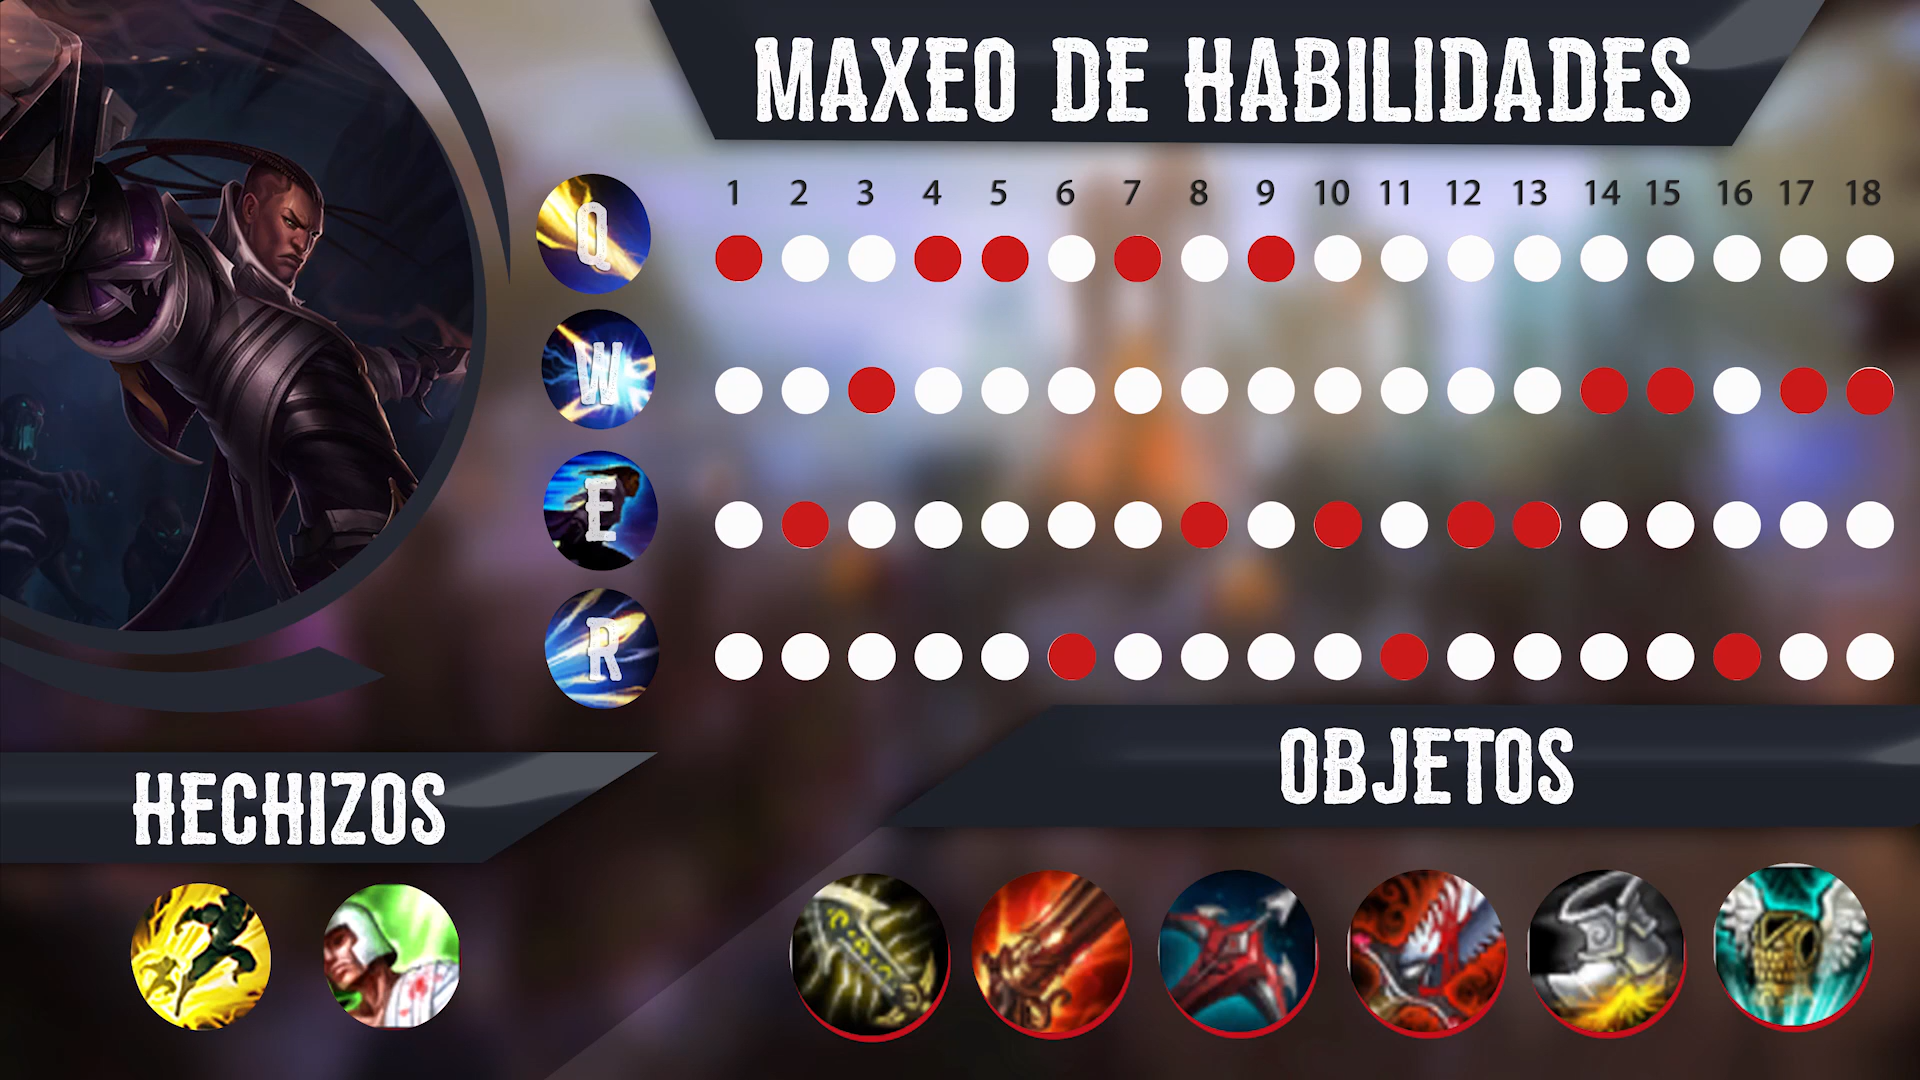 MAXEO DE HABILIDADES
1 2 3 4 5 6 7 8 9 10 11 12 13 14 15 16 17 18
Q
W
E
R
OBJETOS
HECHIZOS